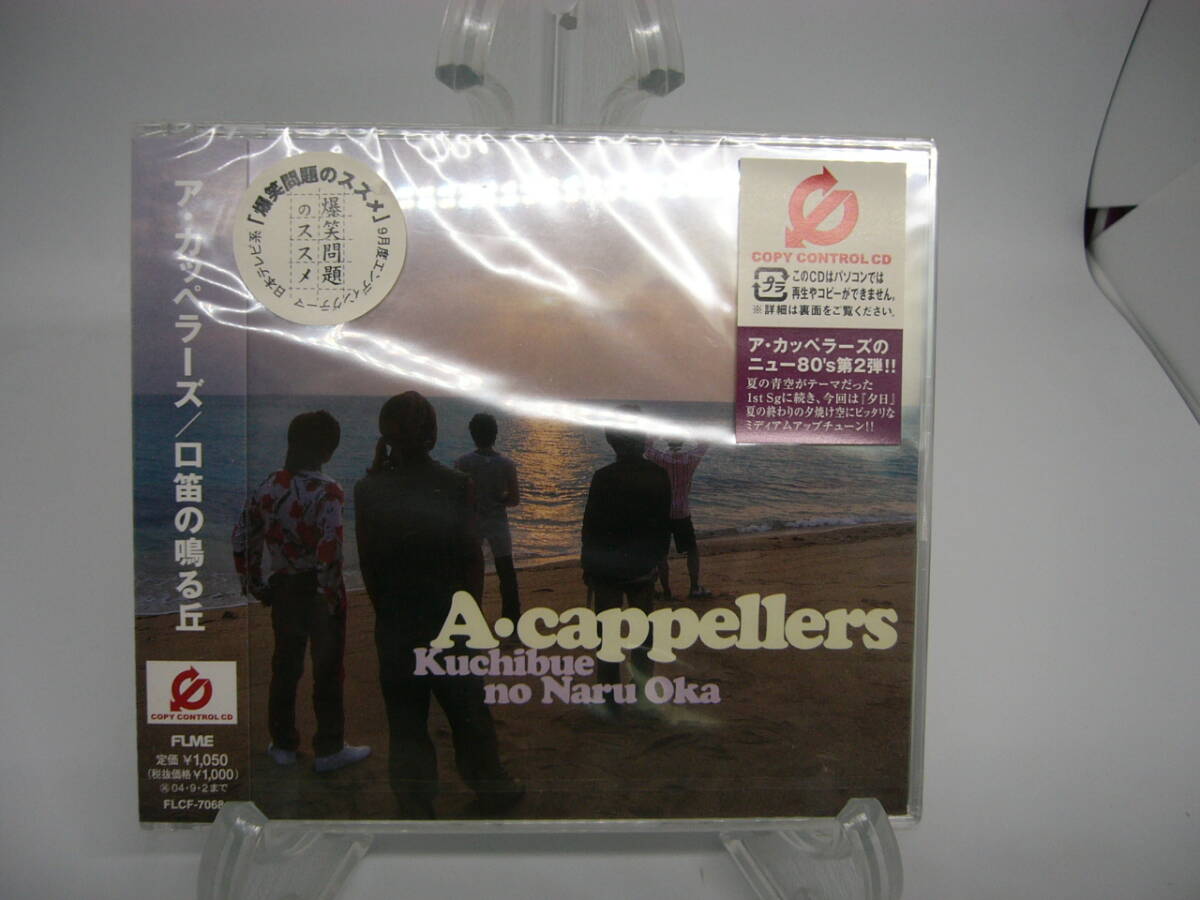 ア・カッペラーズ/口笛の鳴る丘
COPY CONTROL CD
FLME
定価 ¥1,050
(税抜価格¥1,000)
04・9・2まで
FLCF-7068
日本テレビ系「爆笑問題のススメ」9月度エンディングテーマ
爆笑問題
のススメ
COPY CONTROL CD
プラ
このCDはパソコンでは
再生やコピーができません。
※詳細は裏面をご覧ください。
ア・カッペラーズの
ニュー80's第2弾!!
夏の青空がテーマだった
1st Sgに続き、今回は『夕日』
夏の終わりの夕焼け空にピッタリな
ミディアムアップチューン!!
A・cappellers
Kuchibue
no Naru Oka